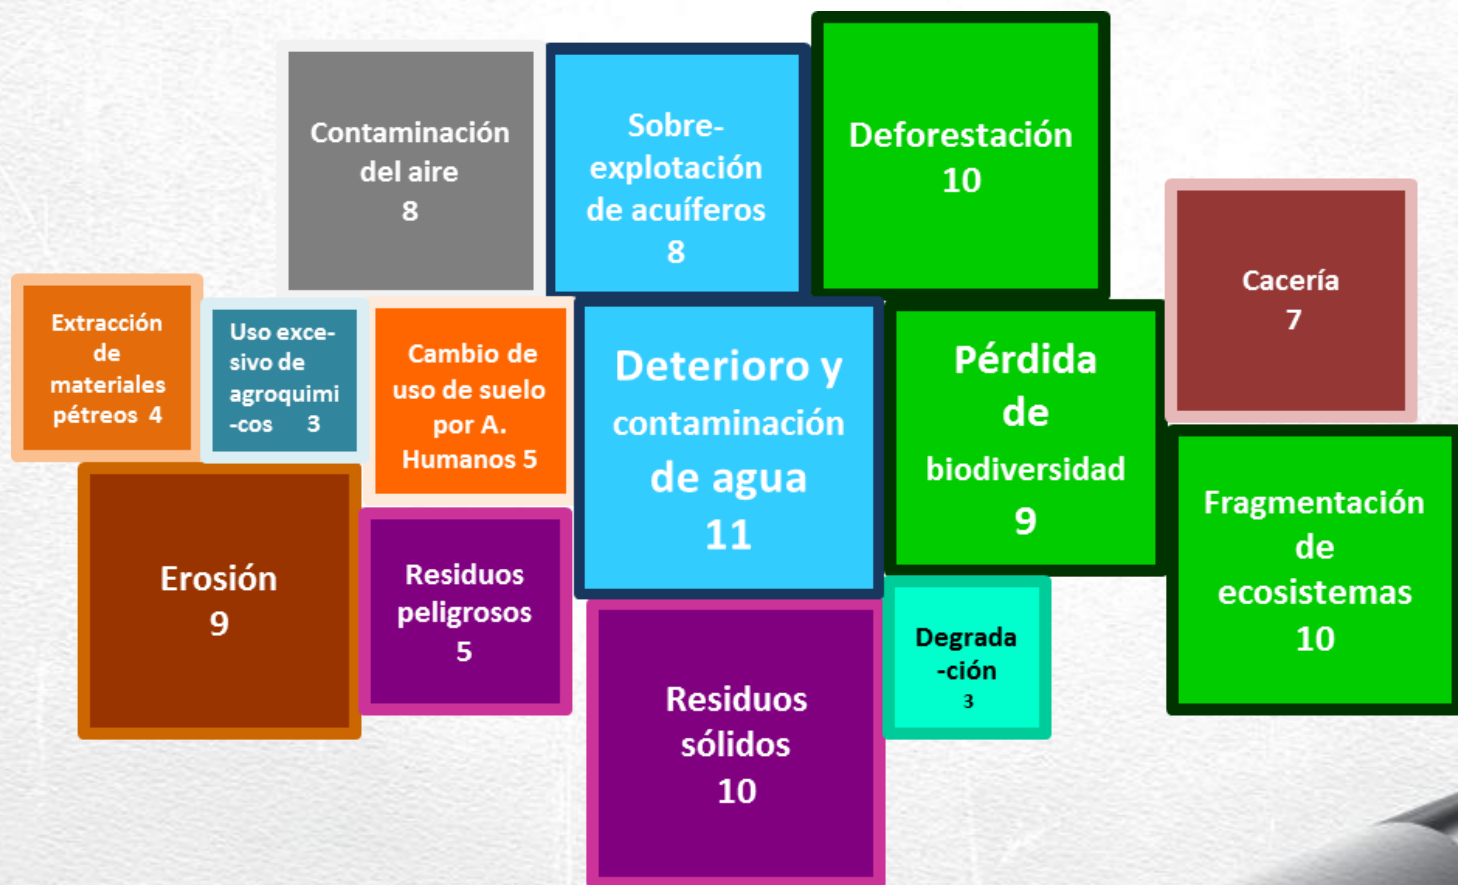 Contaminación
del aire
8
Sobre-
explotación
de acuíferos
8
Deforestación
10
Cacería
7
Extracción
de
materiales
pétreos 4
Uso exce-
sivo de
agroquimi
-cos 3
Cambio de
uso de suelo
por A.
Humanos 5
Deterioro y
contaminación
de agua
11
Pérdida
de
biodiversidad
9
Fragmentación
de
ecosistemas
10
Erosión
9
Residuos
peligrosos
5
Residuos
sólidos
10
Degrada
-ción
3